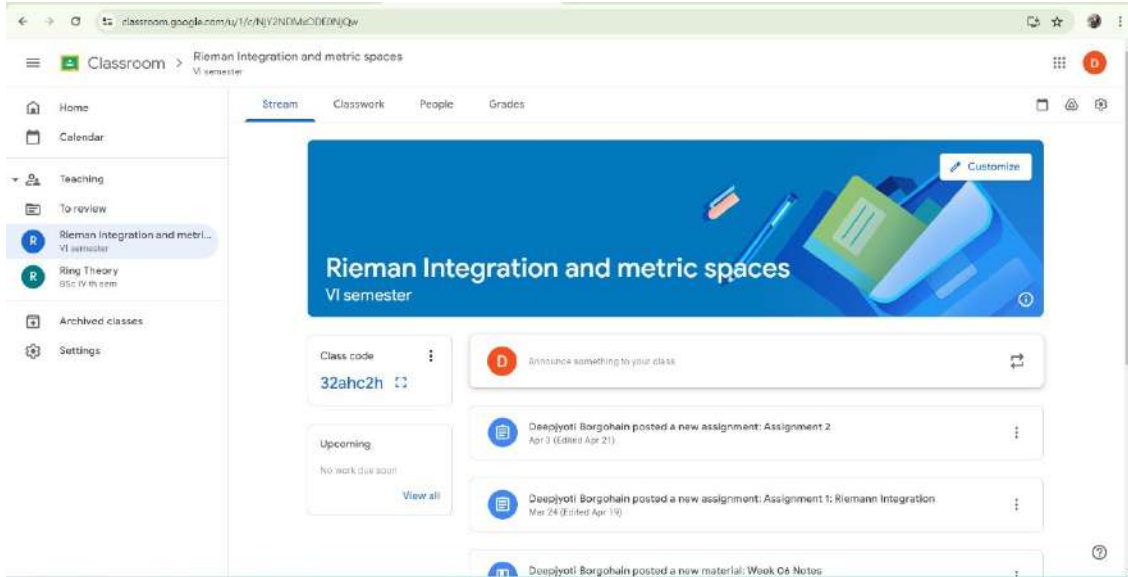 classroom.google.com/u/1/c/NjY2NDMxODE0NjQw
Classroom > Rieman Integration and metric spaces
VI semester
D
Home
Calendar
Teaching
To review
R
Rieman Integration and metri...
VI semester
R
Ring Theory
BSc IV th sem
Archived classes
Settings
Stream
Classwork
People
Grades
Customize
Rieman Integration and metric spaces
VI semester
Class code
32ahc2h
Upcoming
No work due soon
View all
D
Announce something to your class
Deepjyoti Borgohain posted a new assignment: Assignment 2
Apr 3 (Edited Apr 21)
Deepjyoti Borgohain posted a new assignment: Assignment 1: Riemann Integration
Mar 24 (Edited Apr 19)
Deepjyoti Borgohain posted a new material: Week 06 Notes